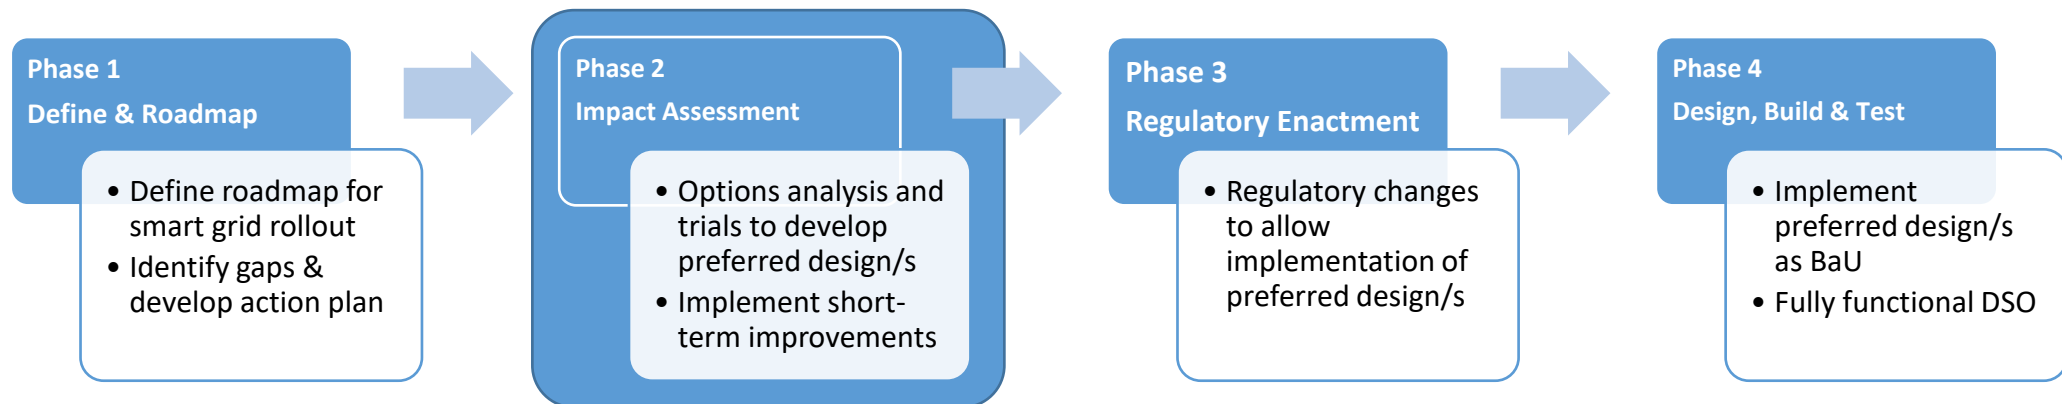 Phase 1
Define & Roadmap
• Define roadmap for
smart grid rollout
• Identify gaps &
develop action plan
Phase 2
Impact Assessment
• Options analysis and
trials to develop
preferred design/s
• Implement short-
term improvements
Phase 3
Regulatory Enactment
• Regulatory changes
to allow
implementation of
preferred design/s
Phase 4
Design, Build & Test
• Implement
preferred design/s
as BaU
• Fully functional DSO